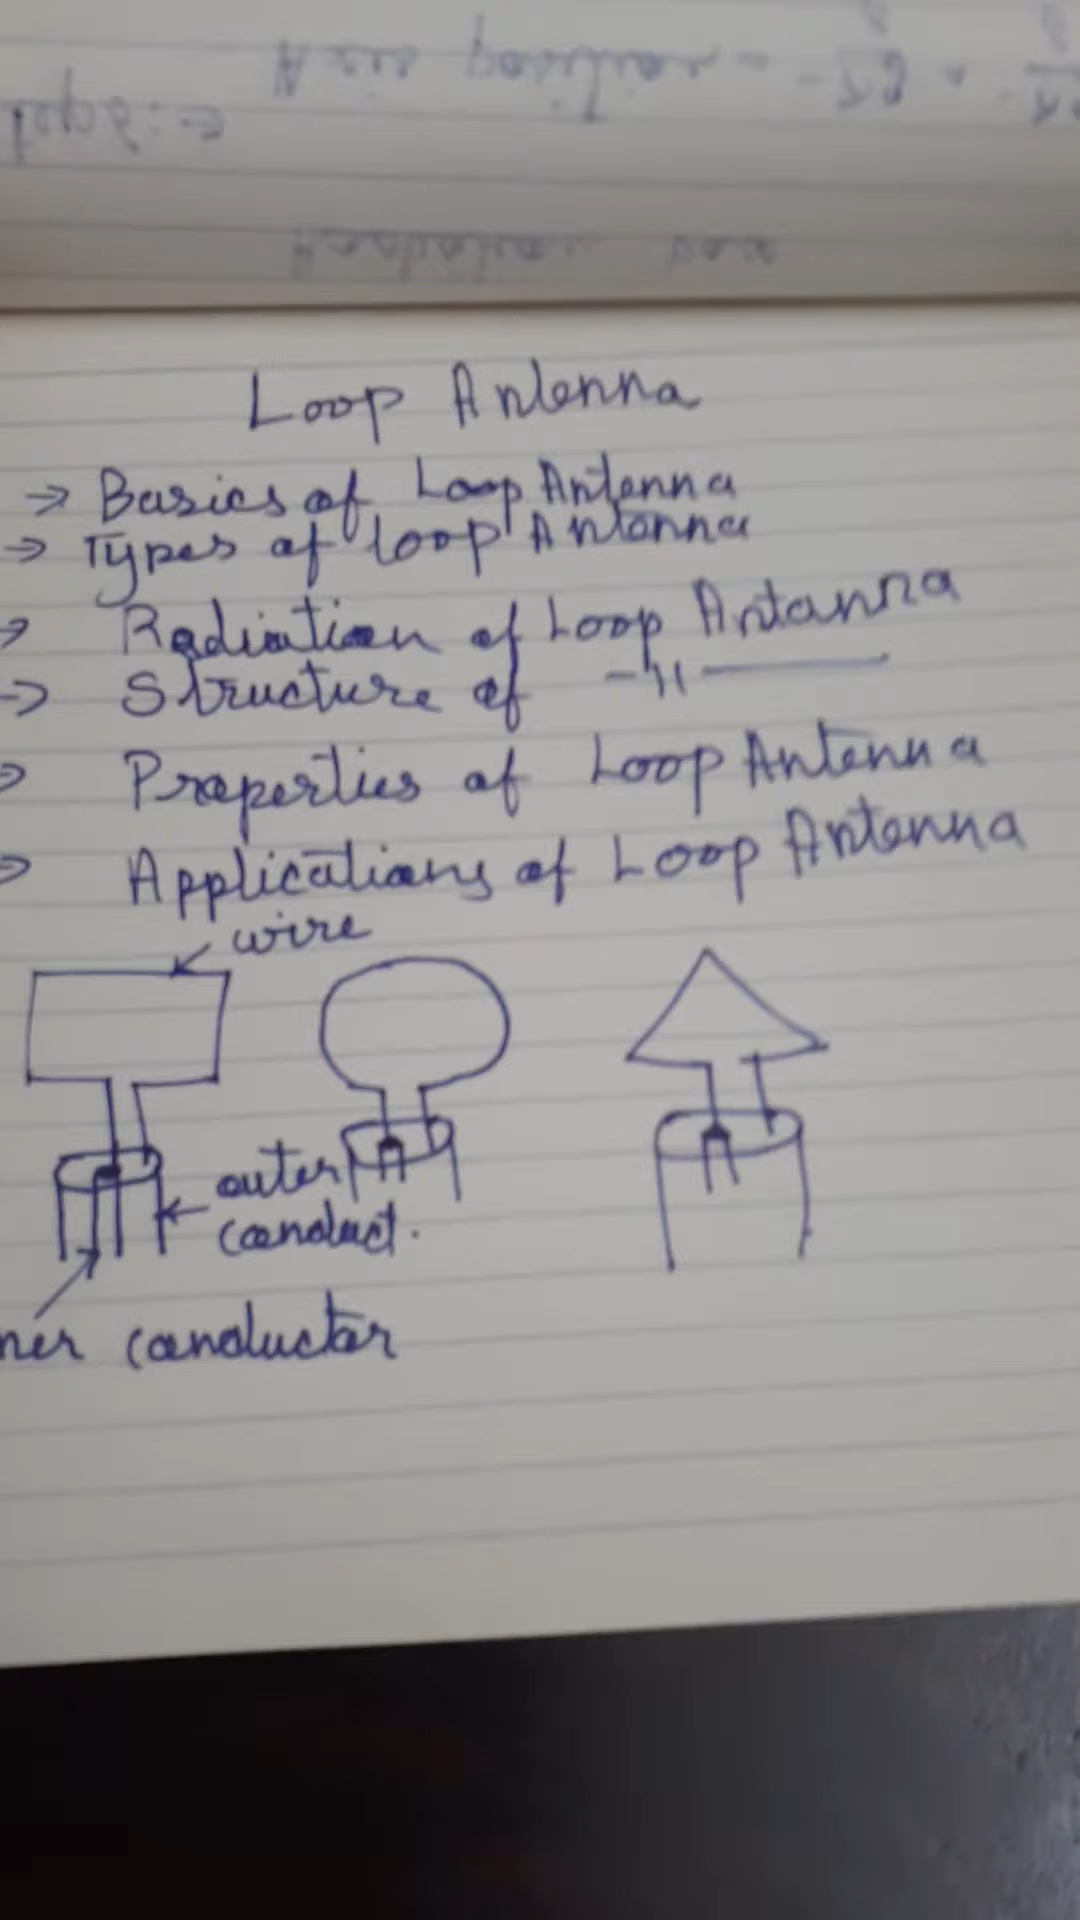 Loop Antenna
→ Basics of Loop Antenna
→ Types of loop Antenna
→ Radiation of Loop Antanna
→ Structure of -11-
→ Properties of Loop Antenna
→ Applications of Loop Antenna
wire
outer
conduct.
ner conductor